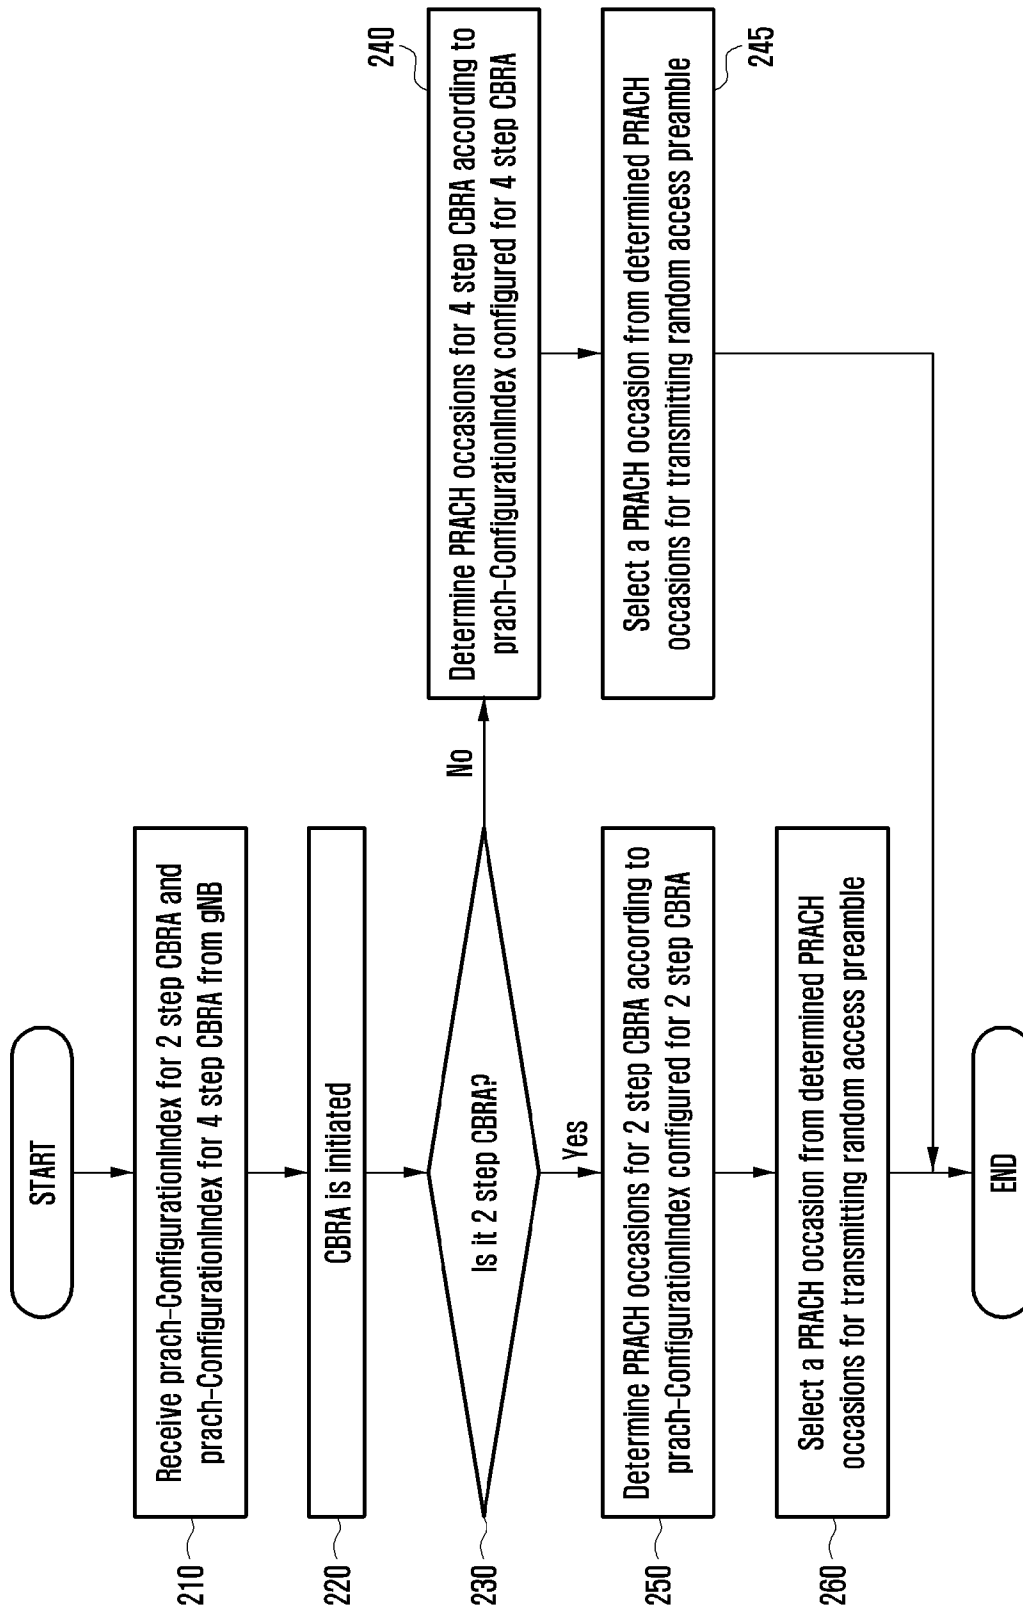 START
210
Receive prach-ConfigurationIndex for 2 step CBRA and
prach-ConfigurationIndex for 4 step CBRA from gNB
220
CBRA is initiated
230
Is it 2 step CBRA?
No
240
Determine PRACH occasions for 4 step CBRA according to
prach-ConfigurationIndex configured for 4 step CBRA
Yes
250
Determine PRACH occasions for 2 step CBRA according to
prach-ConfigurationIndex configured for 2 step CBRA
245
Select a PRACH occasion from determined PRACH
occasions for transmitting random access preamble
260
Select a PRACH occasion from determined PRACH
occasions for transmitting random access preamble
END